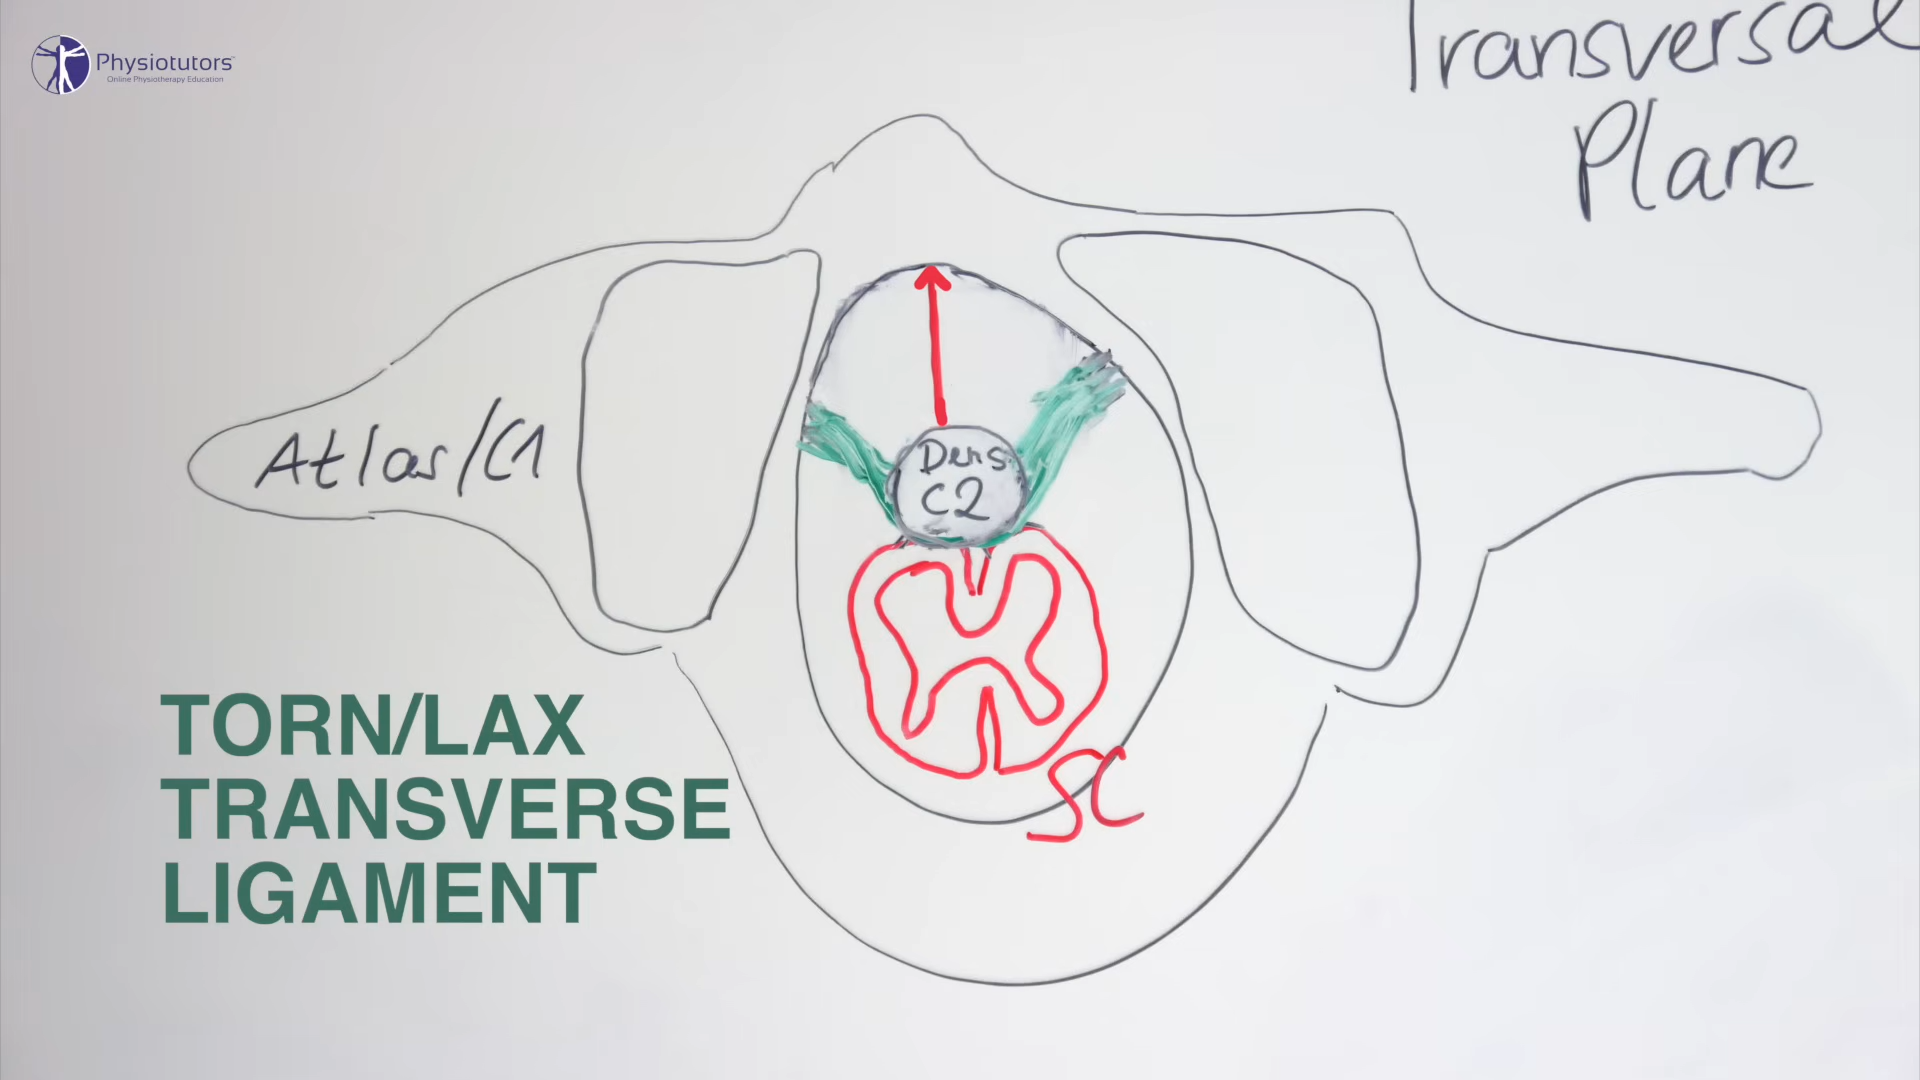 Physiotutors
Online Physiotherapy Education
Transversal
Plane
Atlas/C1
Dens
C2
SC
TORN/LAX
TRANSVERSE
LIGAMENT